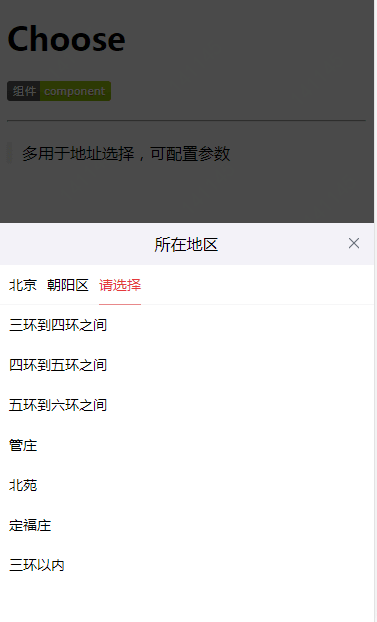 Choose
组件 component
多用于地址选择，可配置参数
所在地区
北京 朝阳区 请选择
三环到四环之间
四环到五环之间
五环到六环之间
管庄
北苑
定福庄
三环以内